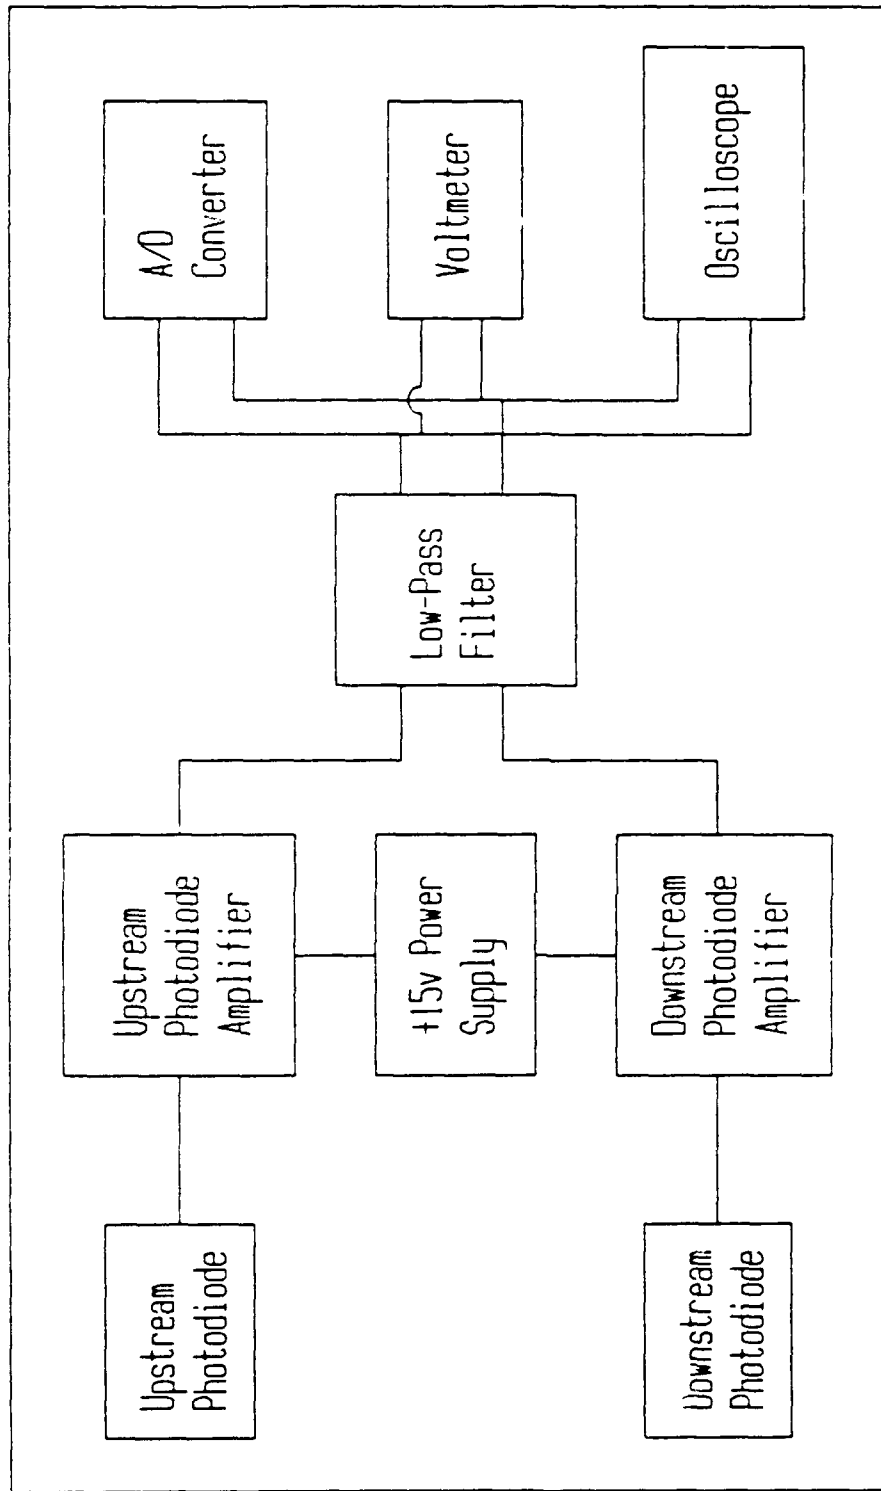 Upstream
Photodiode
Upstream
Photodiode
Amplifier
+15v Power
Supply
Downstream
Photodiode
Downstream
Photodiode
Amplifier
Low-Pass
Filter
A/D
Converter
Voltmeter
Oscilloscope